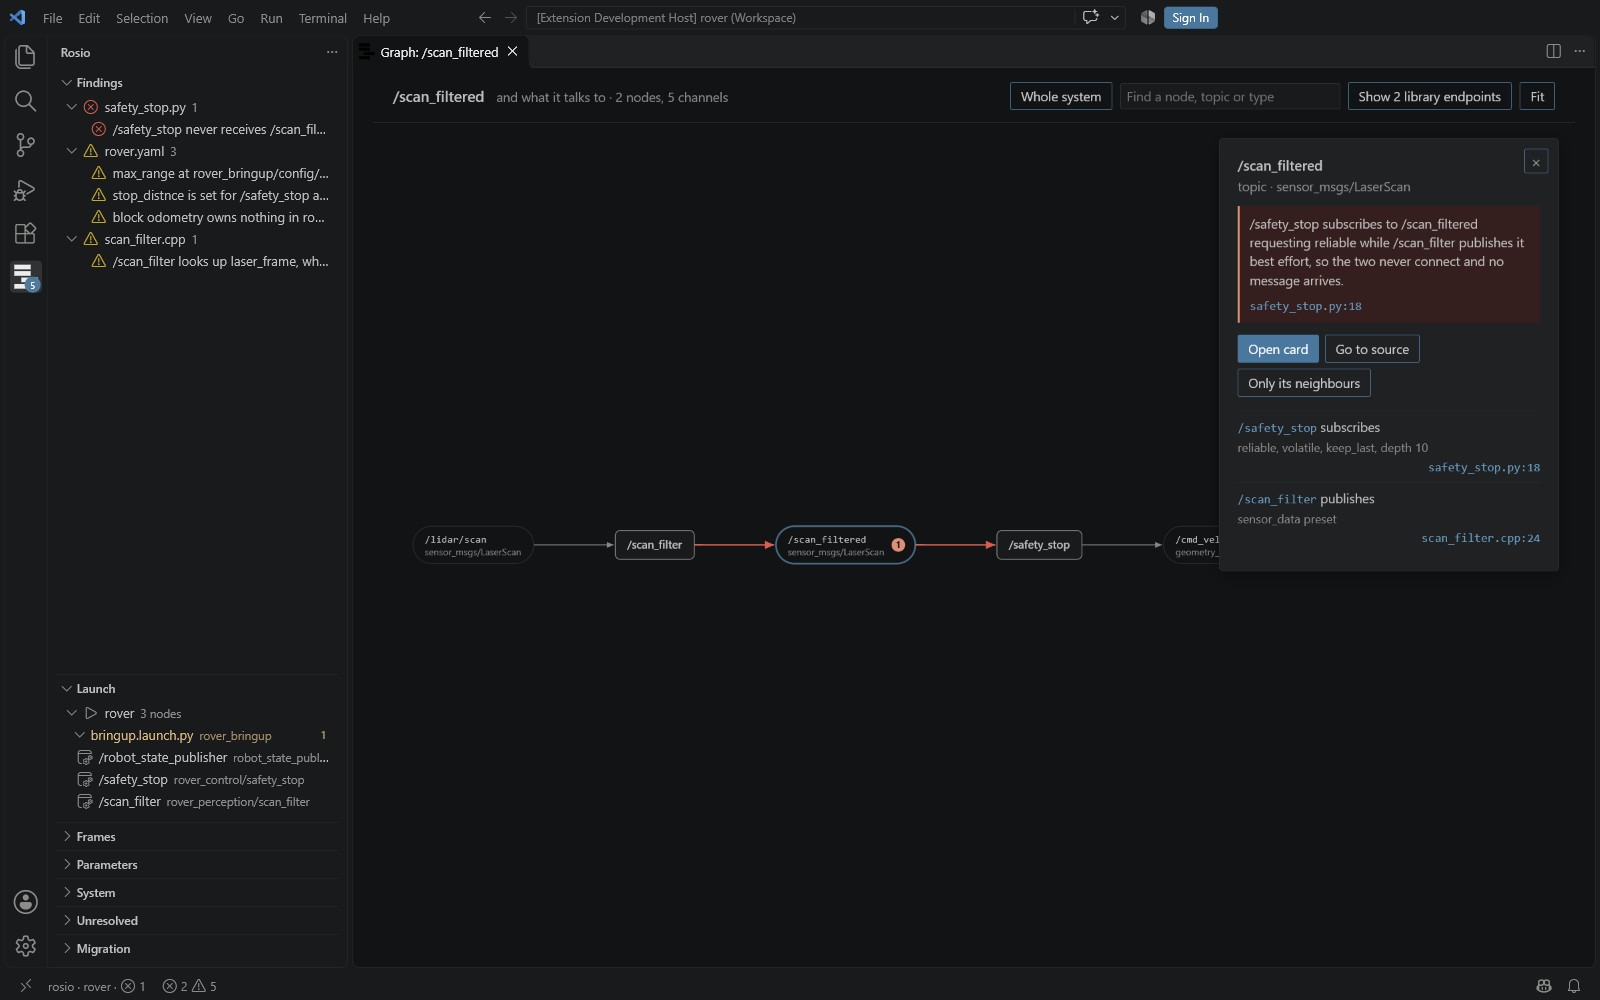 File Edit Selection View Go Run Terminal Help
[Extension Development Host] rover (Workspace)
Sign In
Rosio
Findings
safety_stop.py 1
/safety_stop never receives /scan_fil...
rover.yaml 3
max_range at rover_bringup/config/...
stop_distnce is set for /safety_stop a...
block odometry owns nothing in ro...
scan_filter.cpp 1
/scan_filter looks up laser_frame, wh...
5
Launch
rover 3 nodes
bringup.launch.py rover_bringup 1
/robot_state_publisher robot_state_publ...
/safety_stop rover_control/safety_stop
/scan_filter rover_perception/scan_filter
Frames
Parameters
System
Unresolved
Migration
Graph: /scan_filtered
/scan_filtered and what it talks to · 2 nodes, 5 channels
Whole system
Find a node, topic or type
Show 2 library endpoints
Fit
/lidar/scan
sensor_msgs/LaserScan
/scan_filter
/scan_filtered
sensor_msgs/LaserScan
1
/safety_stop
/cmd_vel
geometry_
/scan_filtered
topic · sensor_msgs/LaserScan
/safety_stop subscribes to /scan_filtered
requesting reliable while /scan_filter publishes it
best effort, so the two never connect and no
message arrives.
safety_stop.py:18
Open card
Go to source
Only its neighbours
/safety_stop subscribes
reliable, volatile, keep_last, depth 10
safety_stop.py:18
/scan_filter publishes
sensor_data preset
scan_filter.cpp:24
rosio · rover · 1 2 5